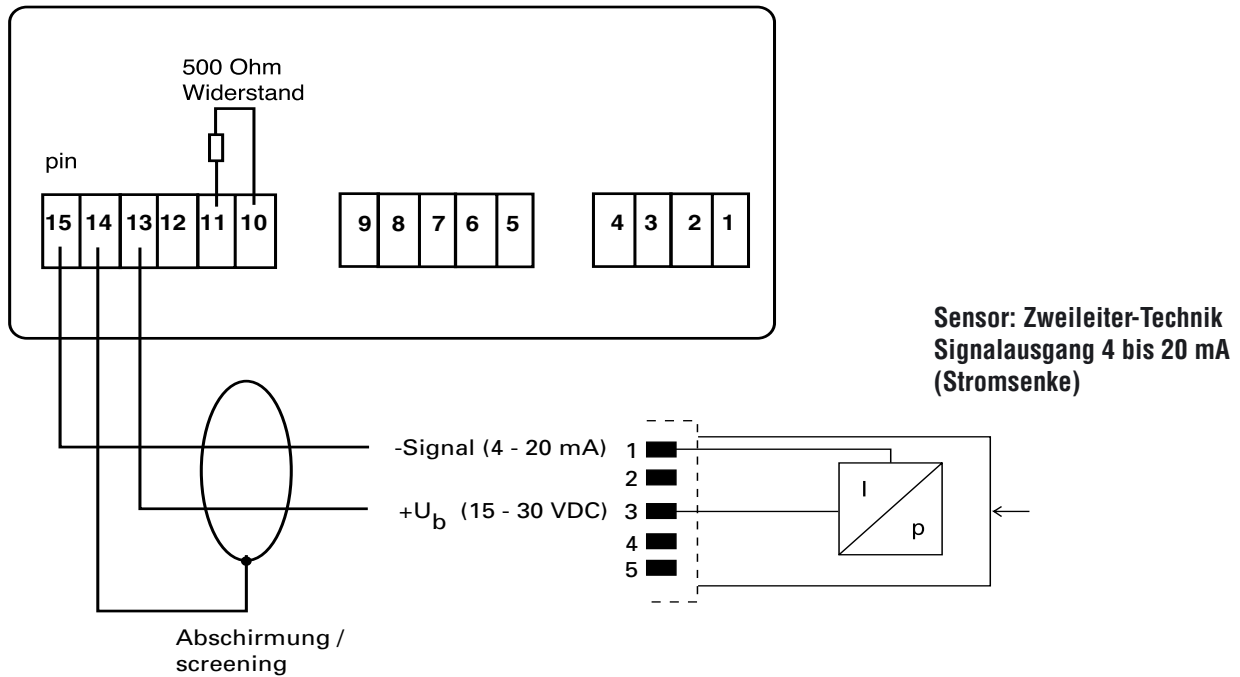 500 Ohm
Widerstand
pin
15 14 13 12 11 10
9 8 7 6 5
4 3 2 1
Sensor: Zweileiter-Technik
Signalausgang 4 bis 20 mA
(Stromsenke)
-Signal (4 - 20 mA) 1
2
+Ub (15 - 30 VDC) 3
4
5
I
p
Abschirmung /
screening